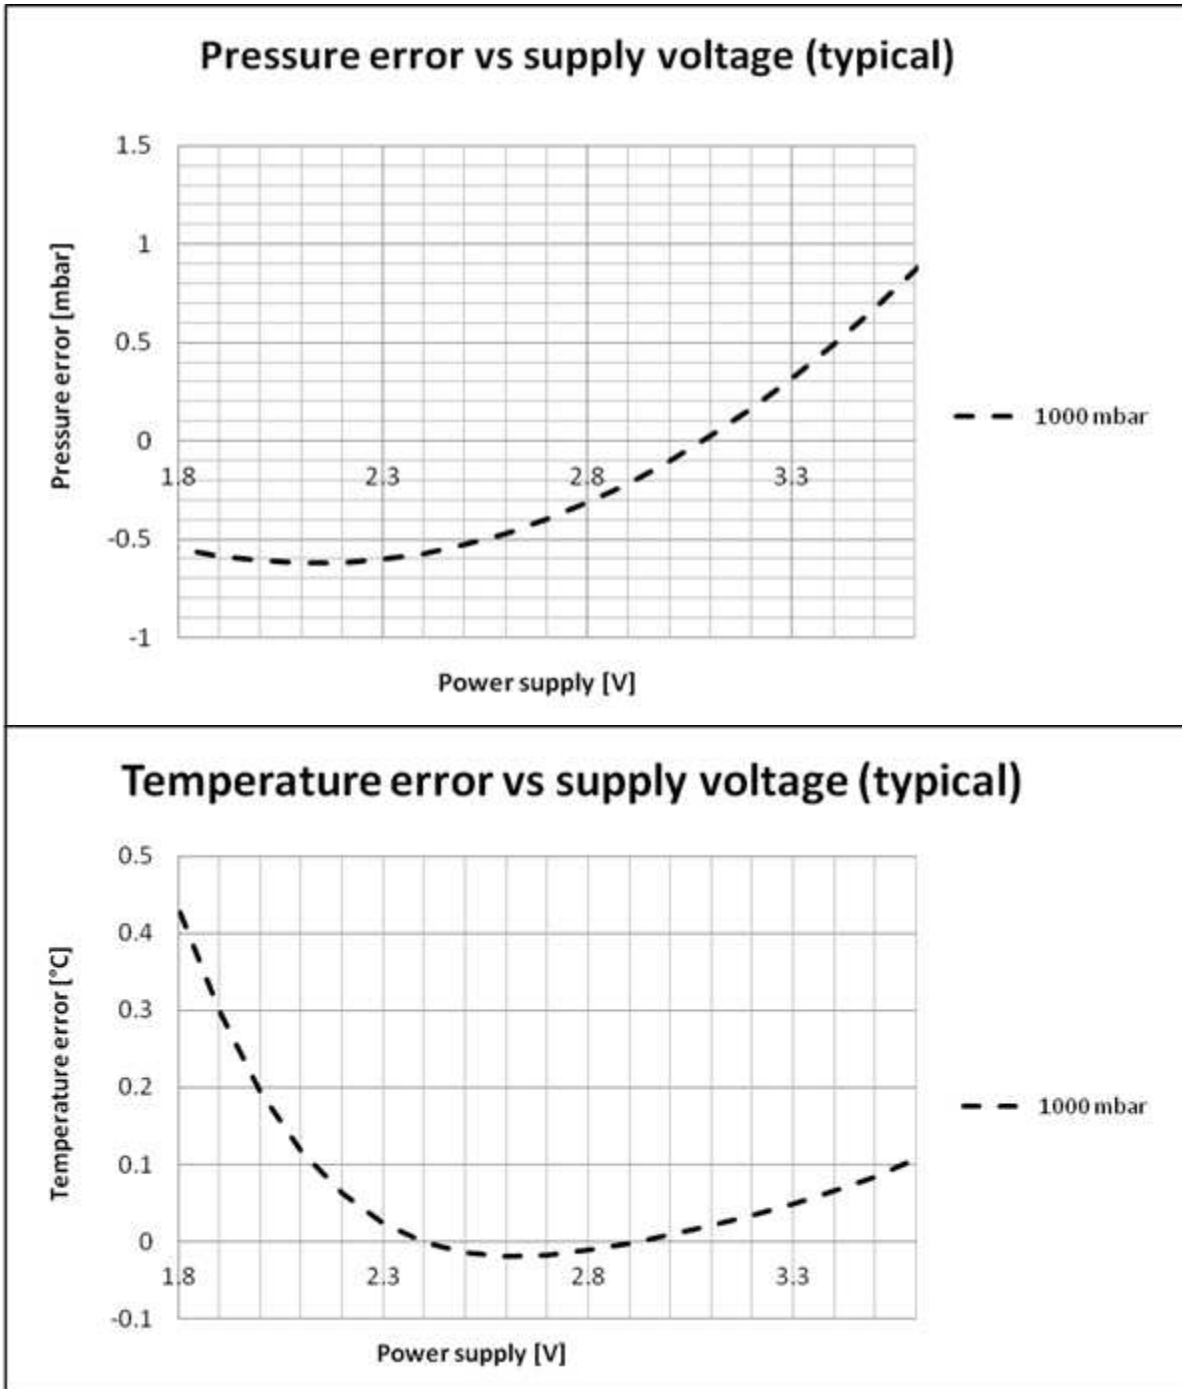 Pressure error vs supply voltage (typical)
1.5
1
0.5
0
-0.5
-1
Pressure error [mbar]
1.8 2.3 2.8 3.3
1000 mbar
Power supply [V]
Temperature error vs supply voltage (typical)
0.5
0.4
0.3
0.2
0.1
0
-0.1
Temperature error [°C]
1.8 2.3 2.8 3.3
1000 mbar
Power supply [V]